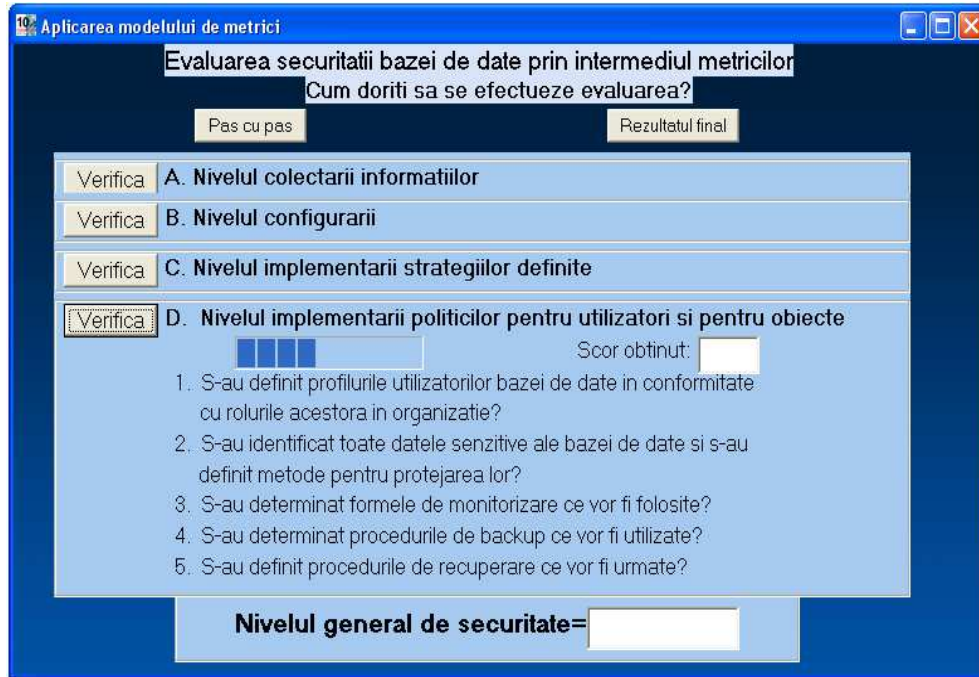 Aplicarea modelului de metrici
Evaluarea securitatii bazei de date prin intermediul metricilor
Cum doriti sa se efectueze evaluarea?
Pas cu pas Rezultatul final
Verifica A. Nivelul colectarii informatiilor
Verifica B. Nivelul configurarii
Verifica C. Nivelul implementarii strategiilor definite
Verifica D. Nivelul implementarii politicilor pentru utilizatori si pentru obiecte
Scor obtinut:
1. S-au definit profilurile utilizatorilor bazei de date in conformitate
cu rolurile acestora in organizatie?
2. S-au identificat toate datele senzitive ale bazei de date si s-au
definit metode pentru protejarea lor?
3. S-au determinat formele de monitorizare ce vor fi folosite?
4. S-au determinat procedurile de backup ce vor fi utilizate?
5. S-au definit procedurile de recuperare ce vor fi urmate?
Nivelul general de securitate=